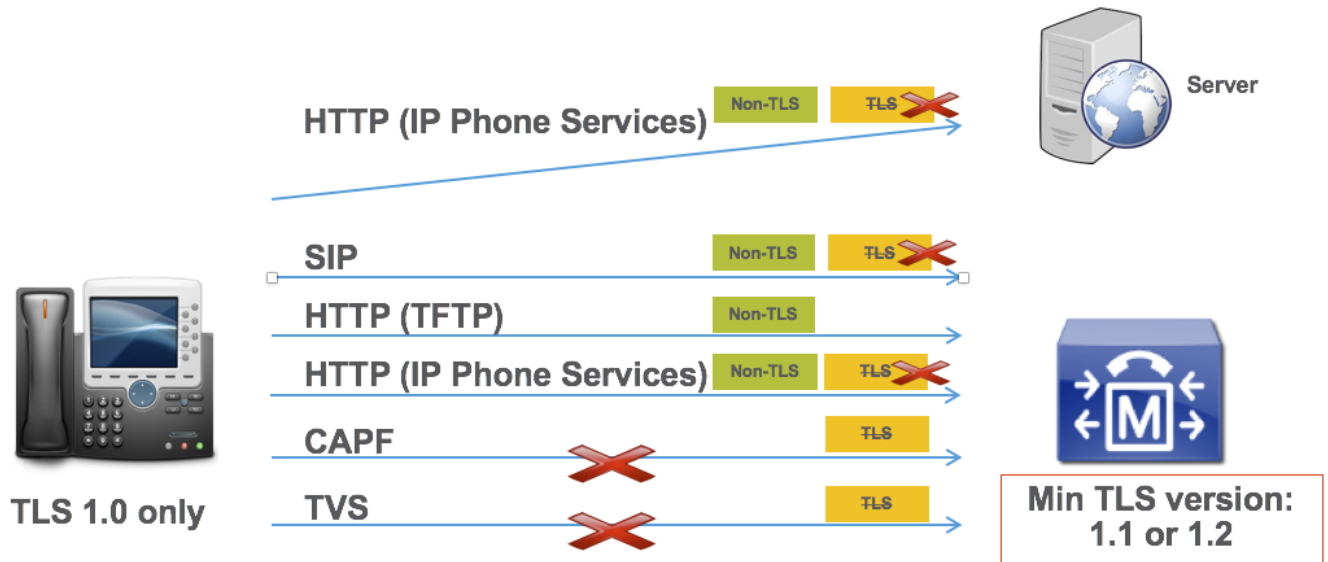 HTTP (IP Phone Services) Non-TLS TLS
Server
SIP Non-TLS TLS
HTTP (TFTP) Non-TLS
HTTP (IP Phone Services) Non-TLS TLS
CAPF TLS
TVS TLS
TLS 1.0 only
M
Min TLS version:
1.1 or 1.2